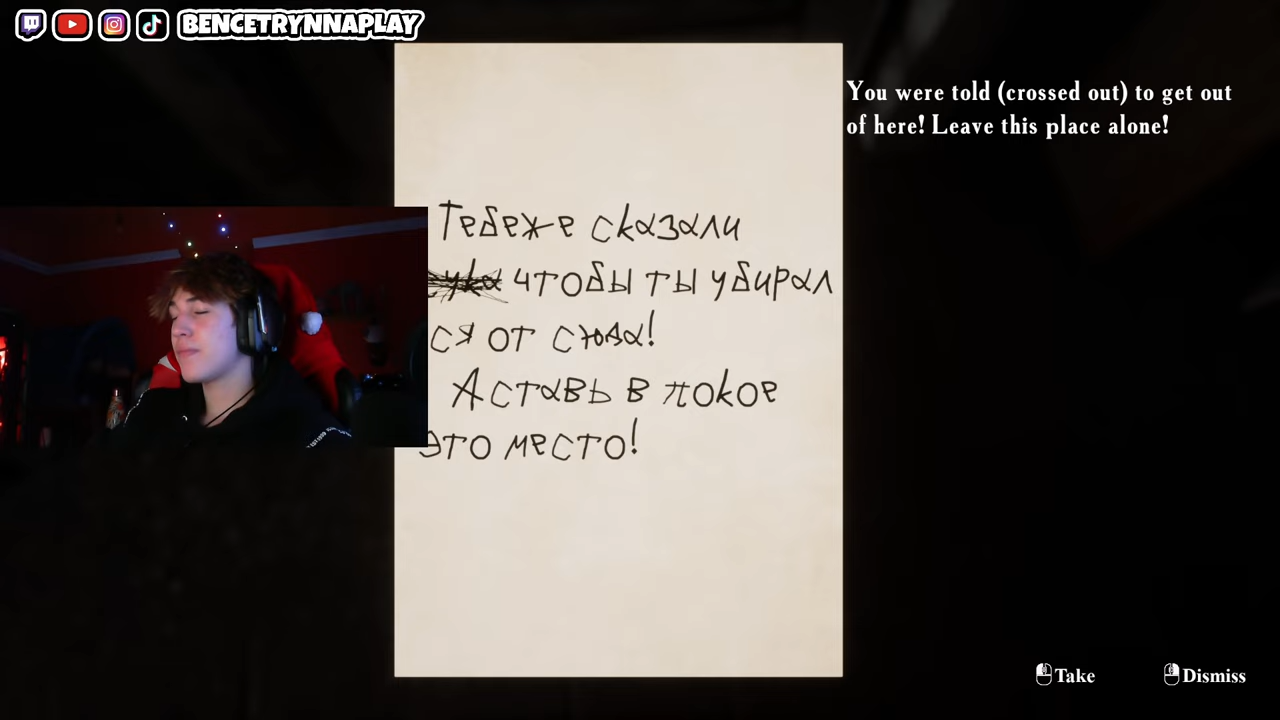 BENCETRYNNAPLAY
You were told (crossed out) to get out
of here! Leave this place alone!
Тебеже сказали
чтобы ты убирал
ся от сюда!
Аставь в покое
это место!
Take
Dismiss